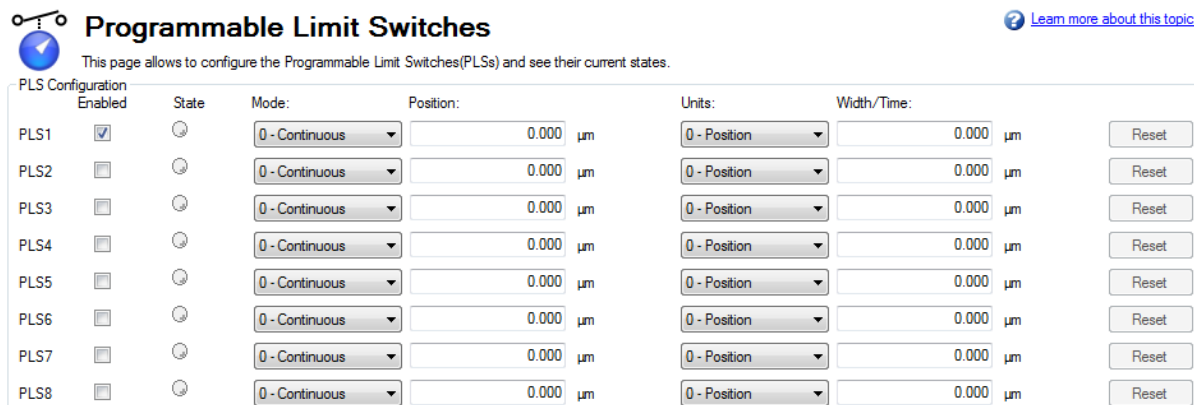 Programmable Limit Switches
Learn more about this topic
This page allows to configure the Programmable Limit Switches(PLSs) and see their current states.
PLS Configuration
Enabled State Mode: Position: Units: Width/Time:
PLS1 0 - Continuous 0.000 µm 0 - Position 0.000 µm Reset
PLS2 0 - Continuous 0.000 µm 0 - Position 0.000 µm Reset
PLS3 0 - Continuous 0.000 µm 0 - Position 0.000 µm Reset
PLS4 0 - Continuous 0.000 µm 0 - Position 0.000 µm Reset
PLS5 0 - Continuous 0.000 µm 0 - Position 0.000 µm Reset
PLS6 0 - Continuous 0.000 µm 0 - Position 0.000 µm Reset
PLS7 0 - Continuous 0.000 µm 0 - Position 0.000 µm Reset
PLS8 0 - Continuous 0.000 µm 0 - Position 0.000 µm Reset